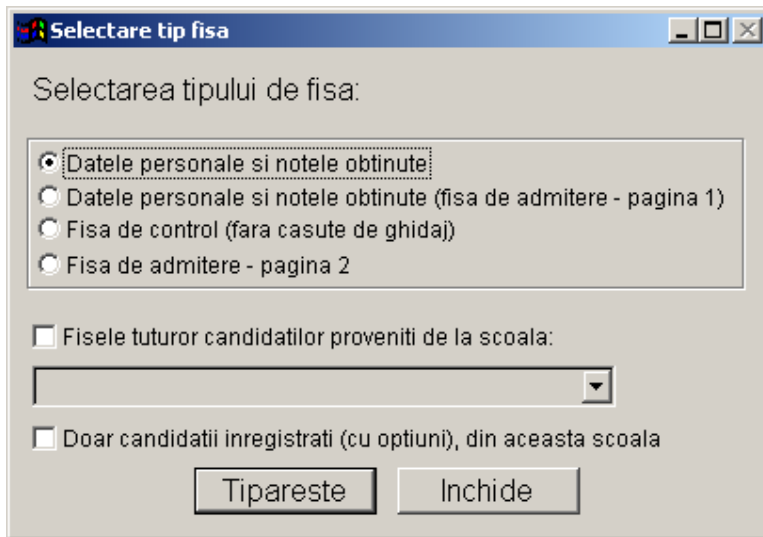 Selectare tip fisa
Selectarea tipului de fisa:
Datele personale si notele obtinute
Datele personale si notele obtinute (fisa de admitere - pagina 1)
Fisa de control (fara casute de ghidaj)
Fisa de admitere - pagina 2
Fisele tuturor candidatilor proveniti de la scoala:
Doar candidatii inregistrati (cu optiuni), din aceasta scoala
Tipareste Inchide